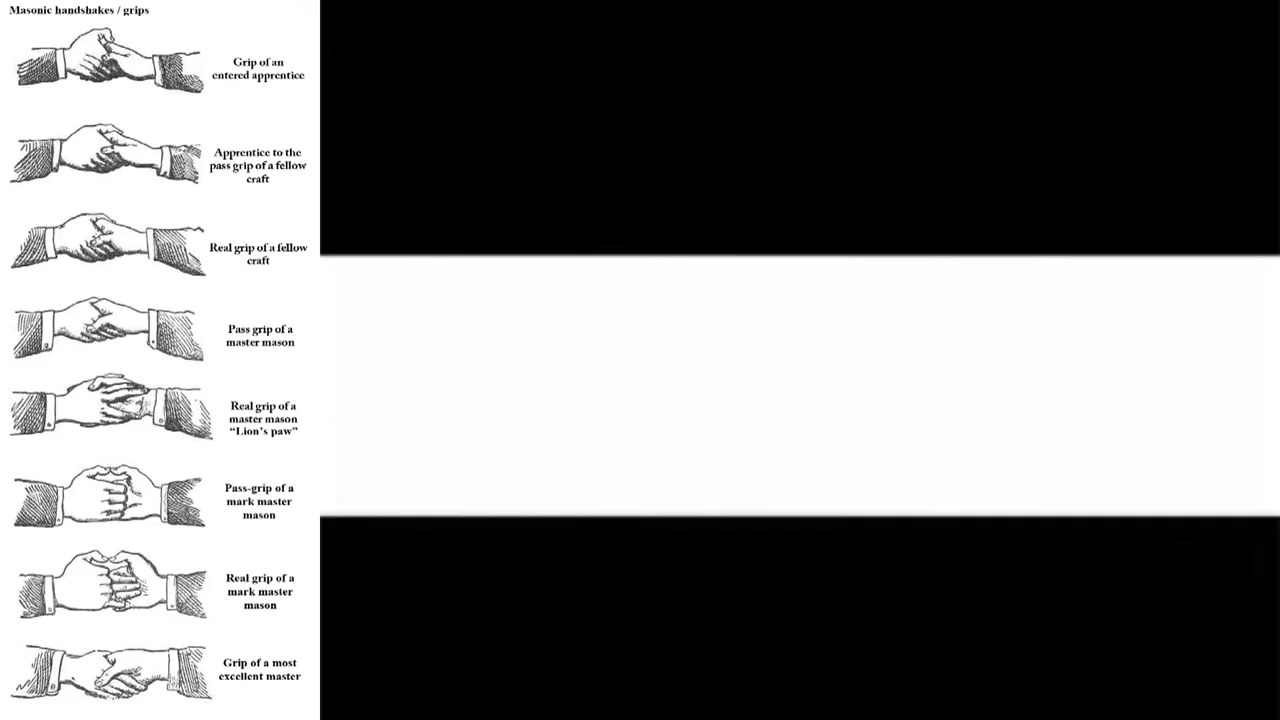 Masonic handshakes / grips
Grip of an
entered apprentice
Apprentice to the
pass grip of a fellow
craft
Real grip of a fellow
craft
Pass grip of a
master mason
Real grip of a
master mason
“Lion’s paw”
Pass-grip of a
mark master
mason
Real grip of a
mark master
mason
Grip of a most
excellent master